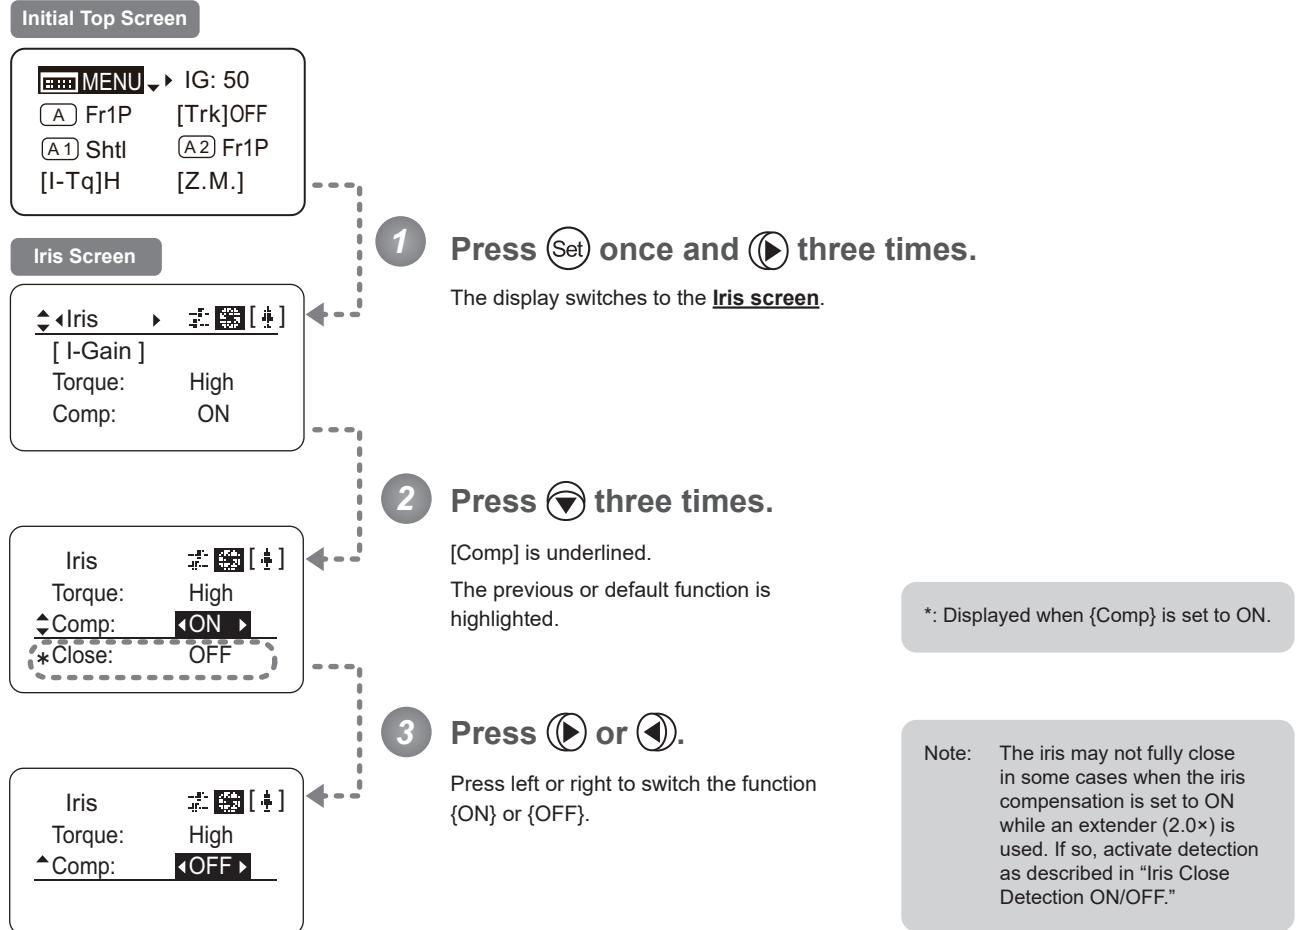 Initial Top Screen
MENU IG: 50
A Fr1P [Trk]OFF
A1 Shtl A2 Fr1P
[I-Tq]H [Z.M.]
1 Press Set once and three times.
The display switches to the Iris screen.
Iris Screen
Iris [ ]
[ I-Gain ]
Torque: High
Comp: ON
2 Press three times.
[Comp] is underlined.
The previous or default function is
highlighted.
Iris [ ]
Torque: High
Comp: ON
*Close: OFF
*: Displayed when {Comp} is set to ON.
3 Press or .
Press left or right to switch the function
{ON} or {OFF}.
Iris [ ]
Torque: High
Comp: OFF
Note: The iris may not fully close
in some cases when the iris
compensation is set to ON
while an extender (2.0×) is
used. If so, activate detection
as described in “Iris Close
Detection ON/OFF.”